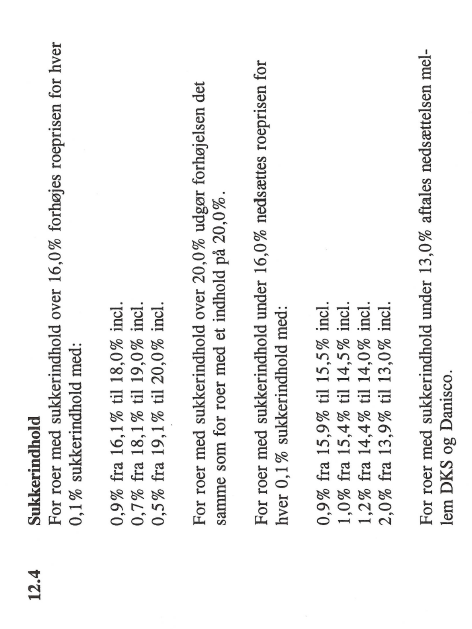 12.4 Sukkerindhold
For roer med sukkerindhold over 16,0% forhøjes roeprisen for hver
0,1% sukkerindhold med:
0,9% fra 16,1% til 18,0% incl.
0,7% fra 18,1% til 19,0% incl.
0,5% fra 19,1% til 20,0% incl.
For roer med sukkerindhold over 20,0% udgør forhøjelsen det
samme som for roer med et indhold på 20,0%.
For roer med sukkerindhold under 16,0% nedsættes roeprisen for
hver 0,1% sukkerindhold med:
0,9% fra 15,9% til 15,5% incl.
1,0% fra 15,4% til 14,5% incl.
1,2% fra 14,4% til 14,0% incl.
2,0% fra 13,9% til 13,0% incl.
For roer med sukkerindhold under 13,0% aftales nedsættelsen mel-
lem DKS og Danisco.